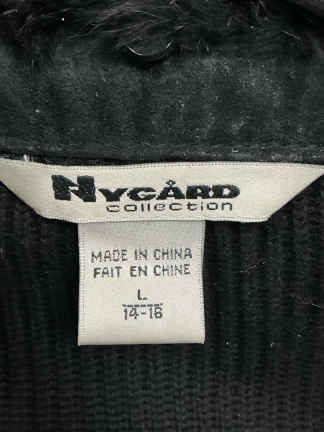 NYGÅRD
collection
MADE IN CHINA
FAIT EN CHINE
L
14-16